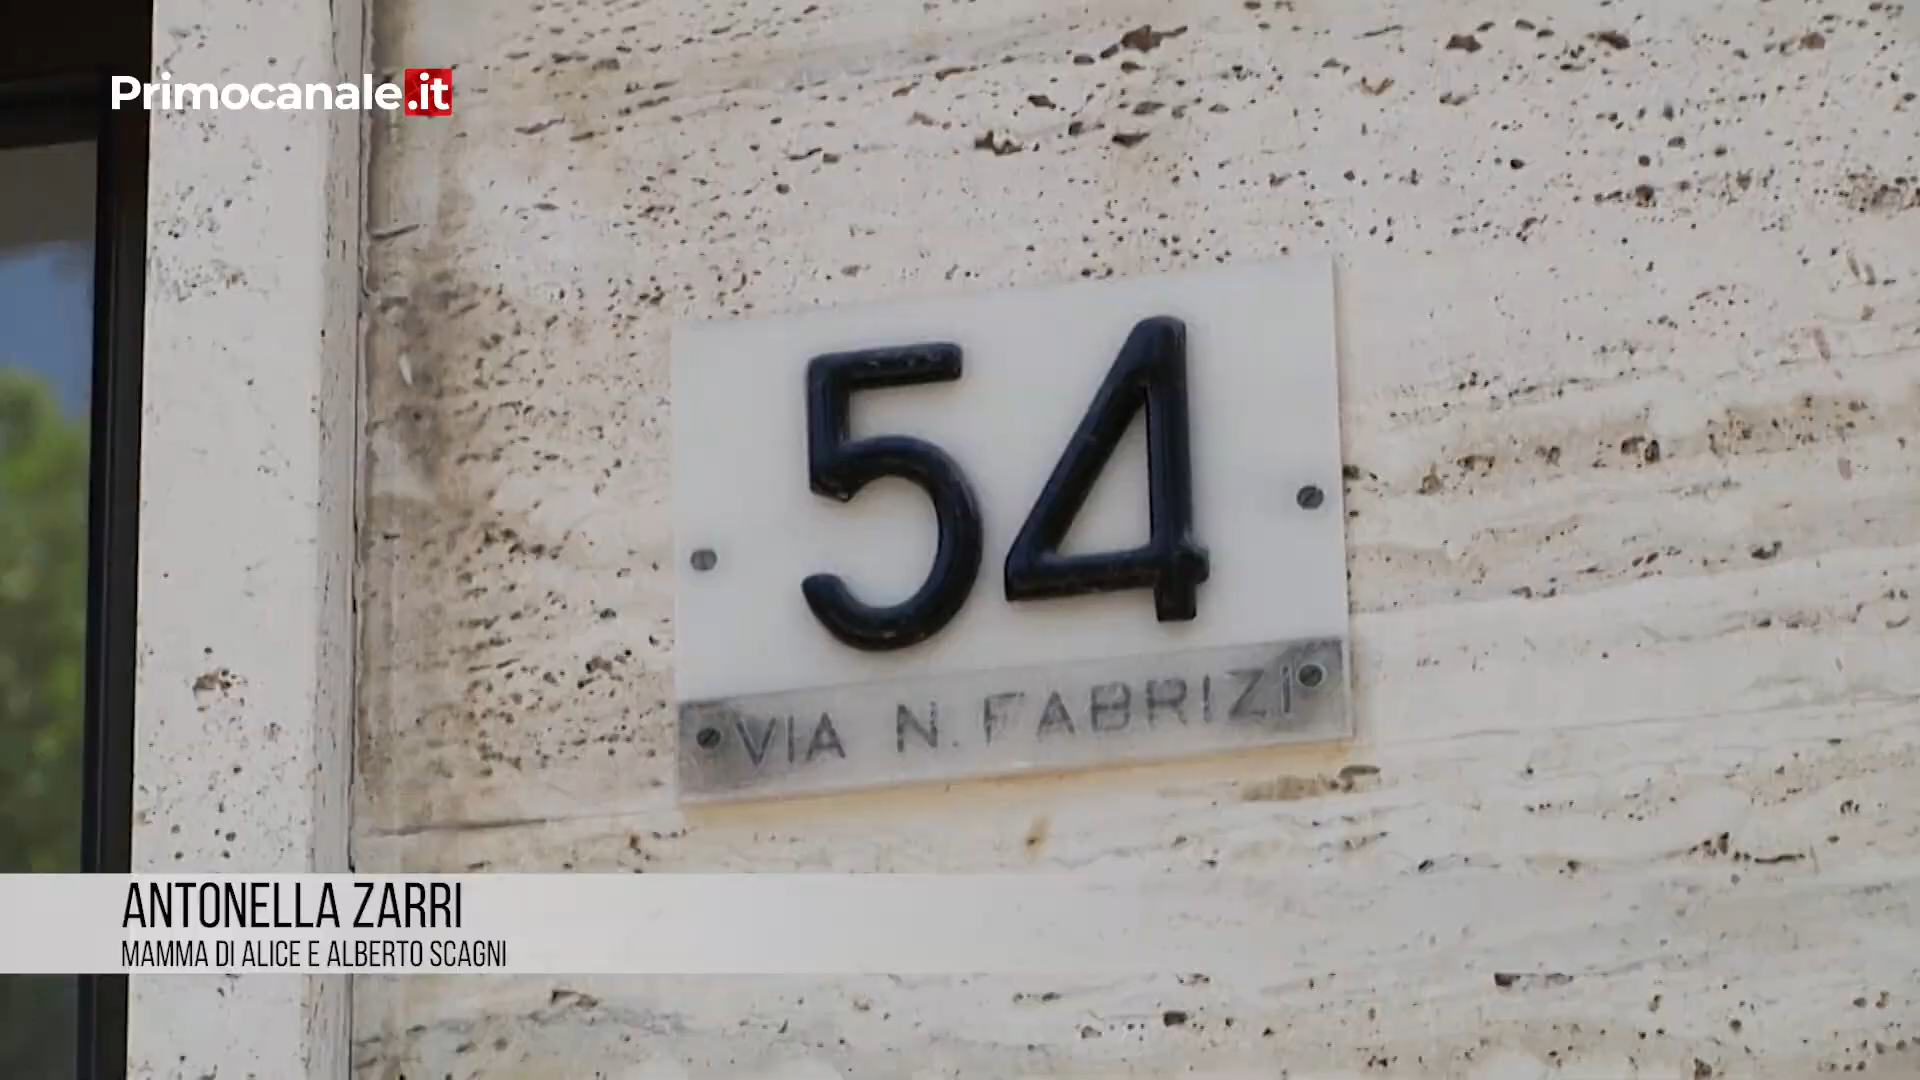 Primocanale.it
54
VIA N. FABRIZI
ANTONELLA ZARRI
MAMMA DI ALICE E ALBERTO SCAGNI